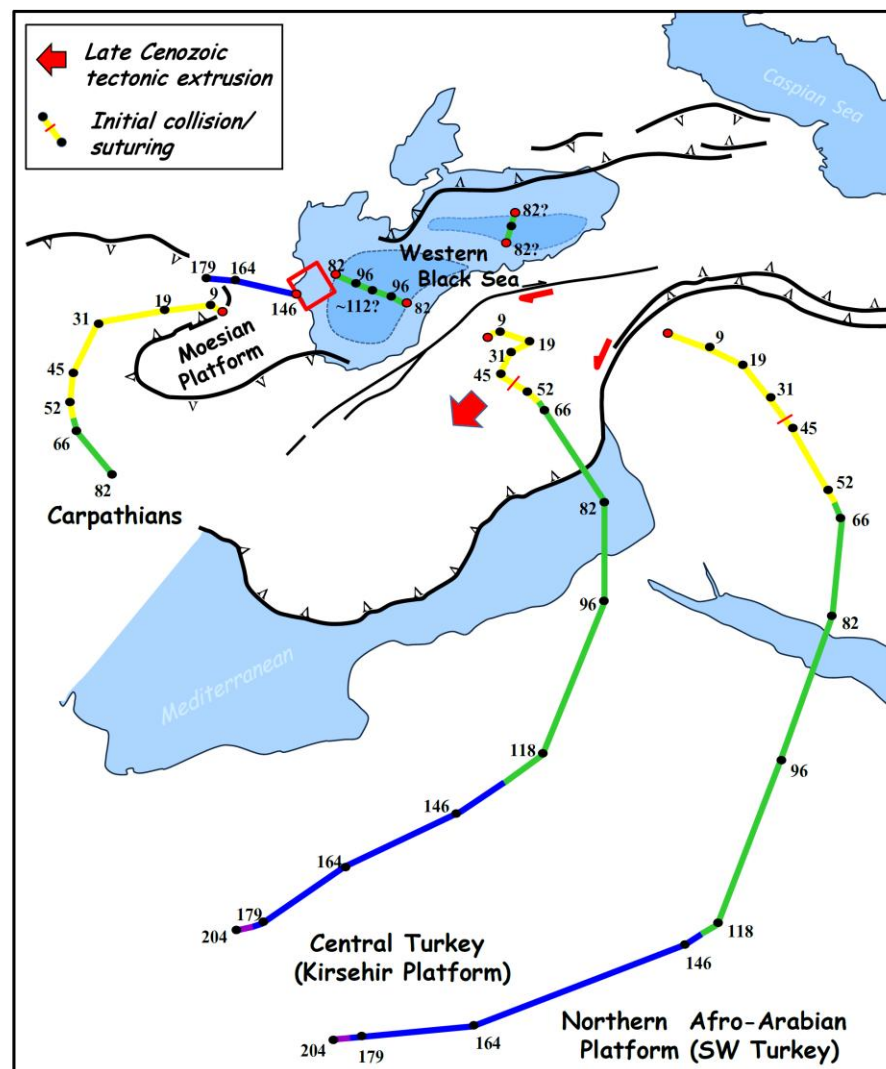 Late Cenozoic
tectonic extrusion
Initial collision/
suturing
Caspian Sea
82?
82?
Western
Black Sea
82
96
~112?
96
82
179
164
146
9
19
31
45
52
66
82
Moesian
Platform
Carpathians
9
19
31
45
52
66
82
96
118
146
164
179
204
9
19
31
45
52
66
82
96
118
146
164
179
204
Mediterranean
Central Turkey
(Kirsehir Platform)
Northern Afro-Arabian
Platform (SW Turkey)